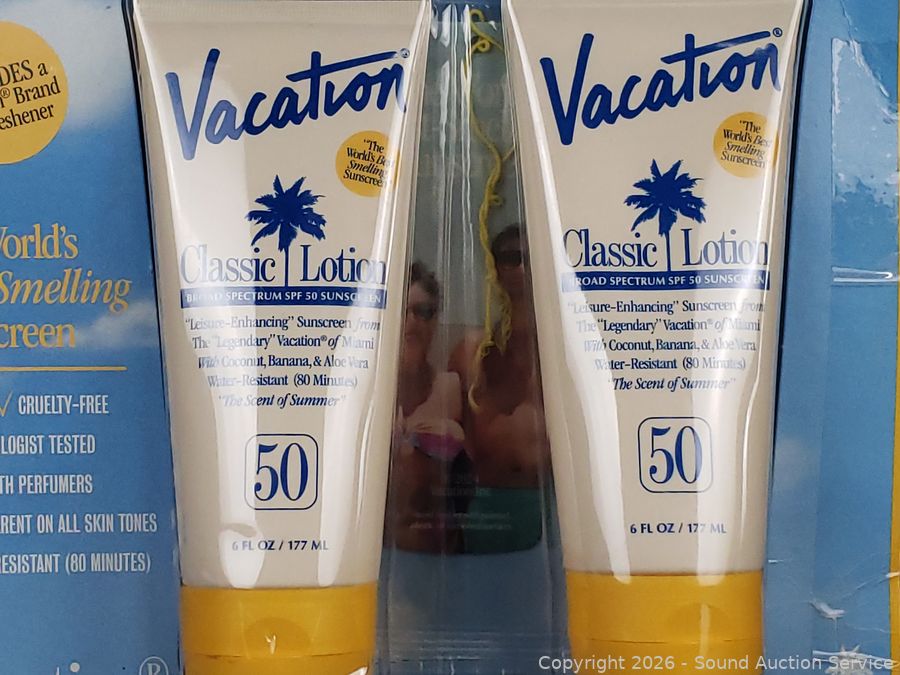 DES a
® Brand
eshener
World's
Smelling
creen
✓ CRUELTY-FREE
LOGIST TESTED
TH PERFUMERS
RENT ON ALL SKIN TONES
RESISTANT (80 MINUTES)
®
Vacation®
"The
World's Best
Smelling
Sunscreen"
Classic Lotion
BROAD SPECTRUM SPF 50 SUNSCREEN
"Leisure-Enhancing" Sunscreen from
The "Legendary" Vacation® of Miami
With Coconut, Banana, & Aloe Vera
Water-Resistant (80 Minutes)
"The Scent of Summer"
50
6 FL OZ / 177 ML
Vacation®
"The
World's Best
Smelling
Sunscreen"
Classic Lotion
BROAD SPECTRUM SPF 50 SUNSCREEN
"Leisure-Enhancing" Sunscreen from
The "Legendary" Vacation® of Miami
With Coconut, Banana, & Aloe Vera
Water-Resistant (80 Minutes)
"The Scent of Summer"
50
6 FL OZ / 177 ML
Copyright 2026 - Sound Auction Service